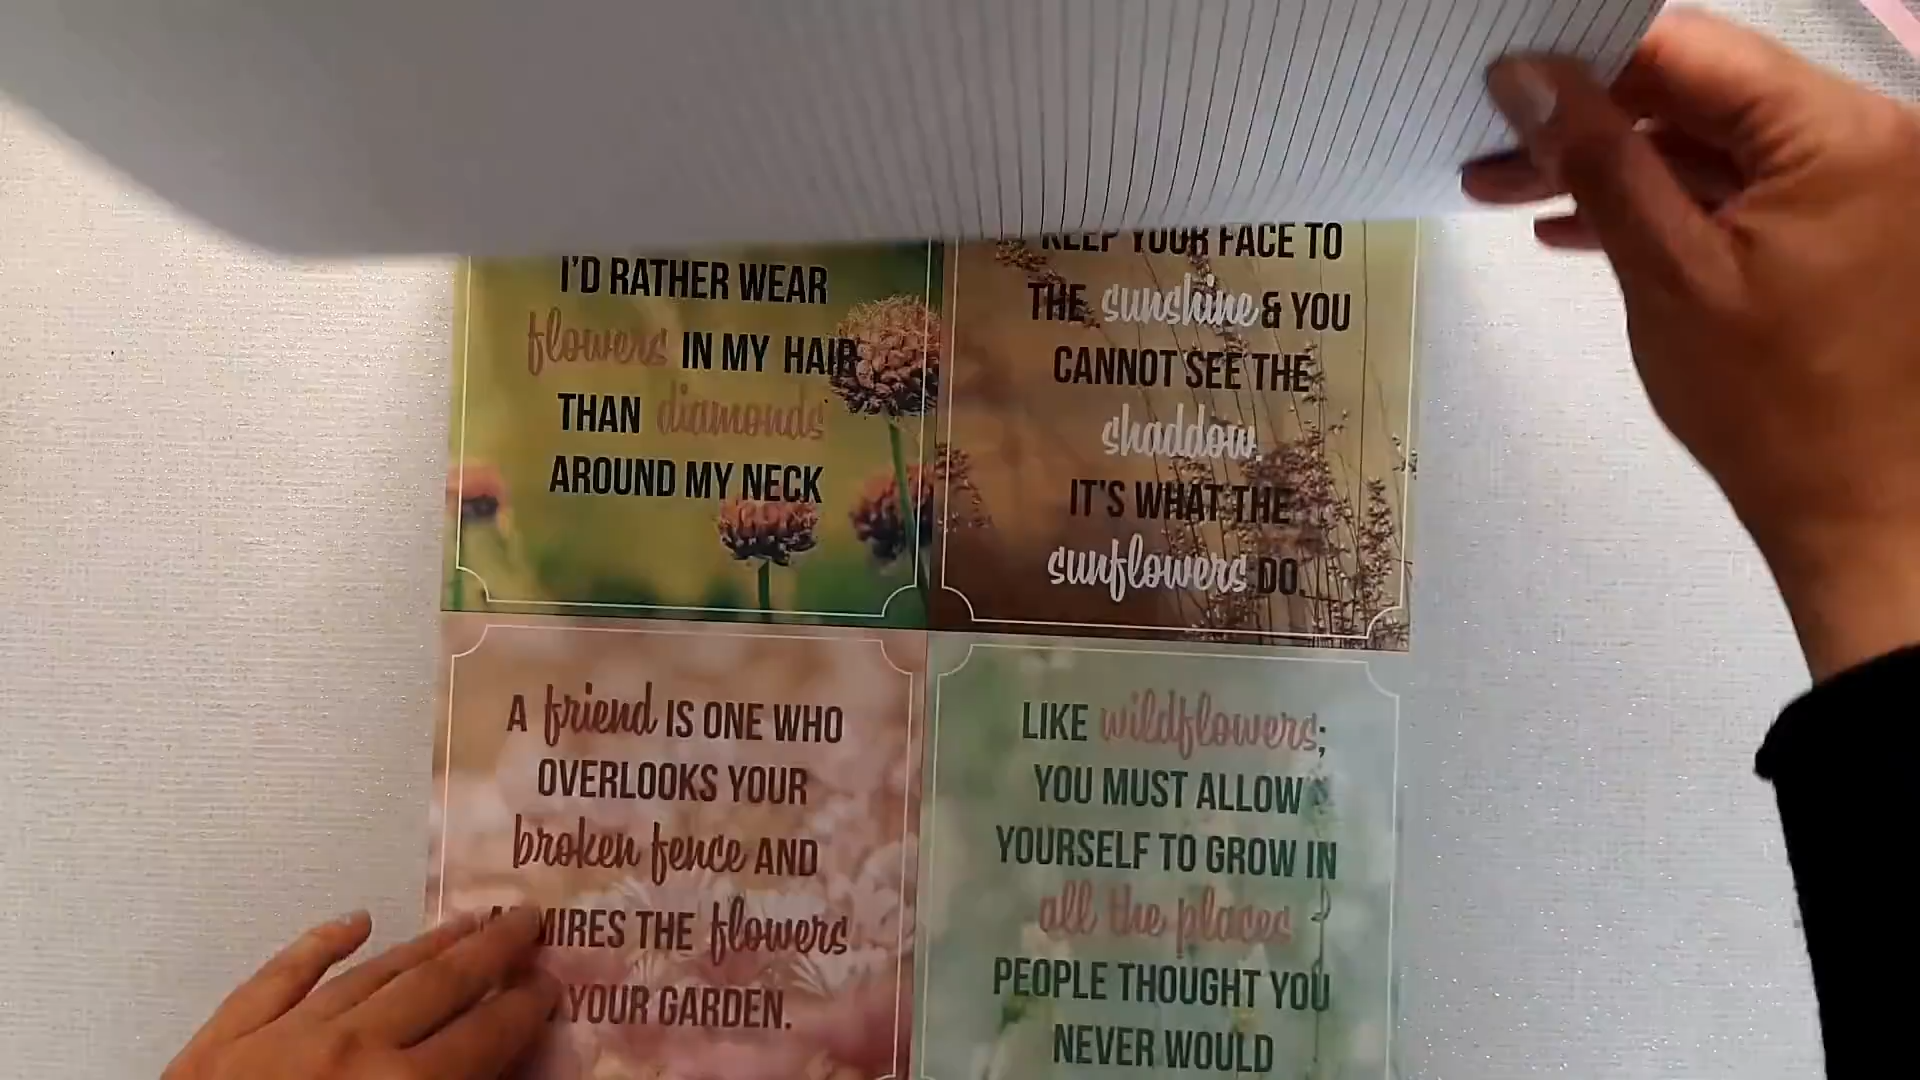 I'D RATHER WEAR
flowers IN MY HAIR
THAN diamonds
AROUND MY NECK
KEEP YOUR FACE TO
THE sunshine & YOU
CANNOT SEE THE
shaddow.
IT'S WHAT THE
sunflowers DO.
A friend IS ONE WHO
OVERLOOKS YOUR
broken fence AND
ADMIRES THE flowers
YOUR GARDEN.
LIKE wildflowers;
YOU MUST ALLOW
YOURSELF TO GROW IN
all the places
PEOPLE THOUGHT YOU
NEVER WOULD